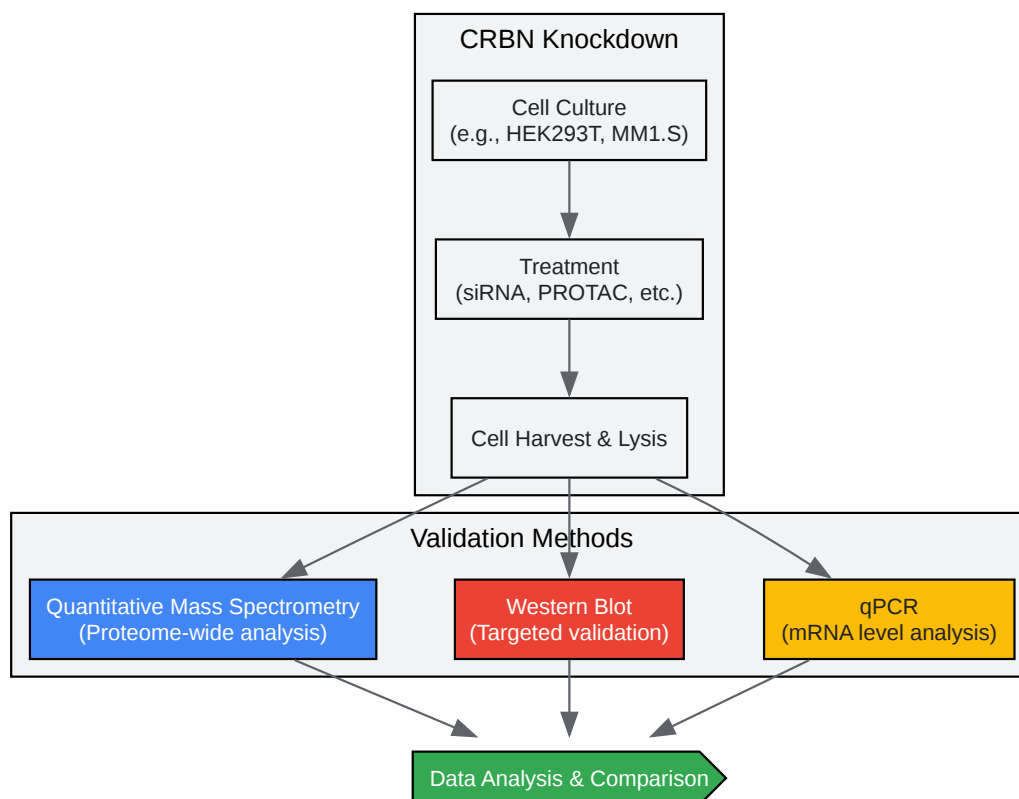 CRBN Knockdown
Cell Culture
(e.g., HEK293T, MM1.S)
Treatment
(siRNA, PROTAC, etc.)
Cell Harvest & Lysis
Validation Methods
Quantitative Mass Spectrometry
(Proteome-wide analysis)
Western Blot
(Targeted validation)
qPCR
(mRNA level analysis)
Data Analysis & Comparison